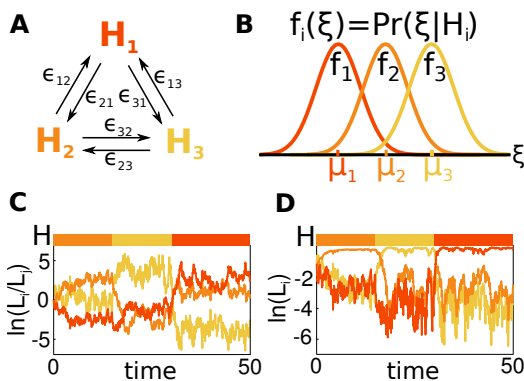 A
H₁
ϵ₁₂
ϵ₂₁
ϵ₃₁
ϵ₁₃
H₂
ϵ₃₂
ϵ₂₃
H₃
B
fᵢ(ξ)=Pr(ξ|Hᵢ)
f₁
f₂
f₃
μ₁
μ₂
μ₃
ξ
C
H
ln(Lᵢ/Lⱼ)
5
0
-5
0
time
50
D
H
ln(Lᵢ)
-2
-4
-6
0
time
50